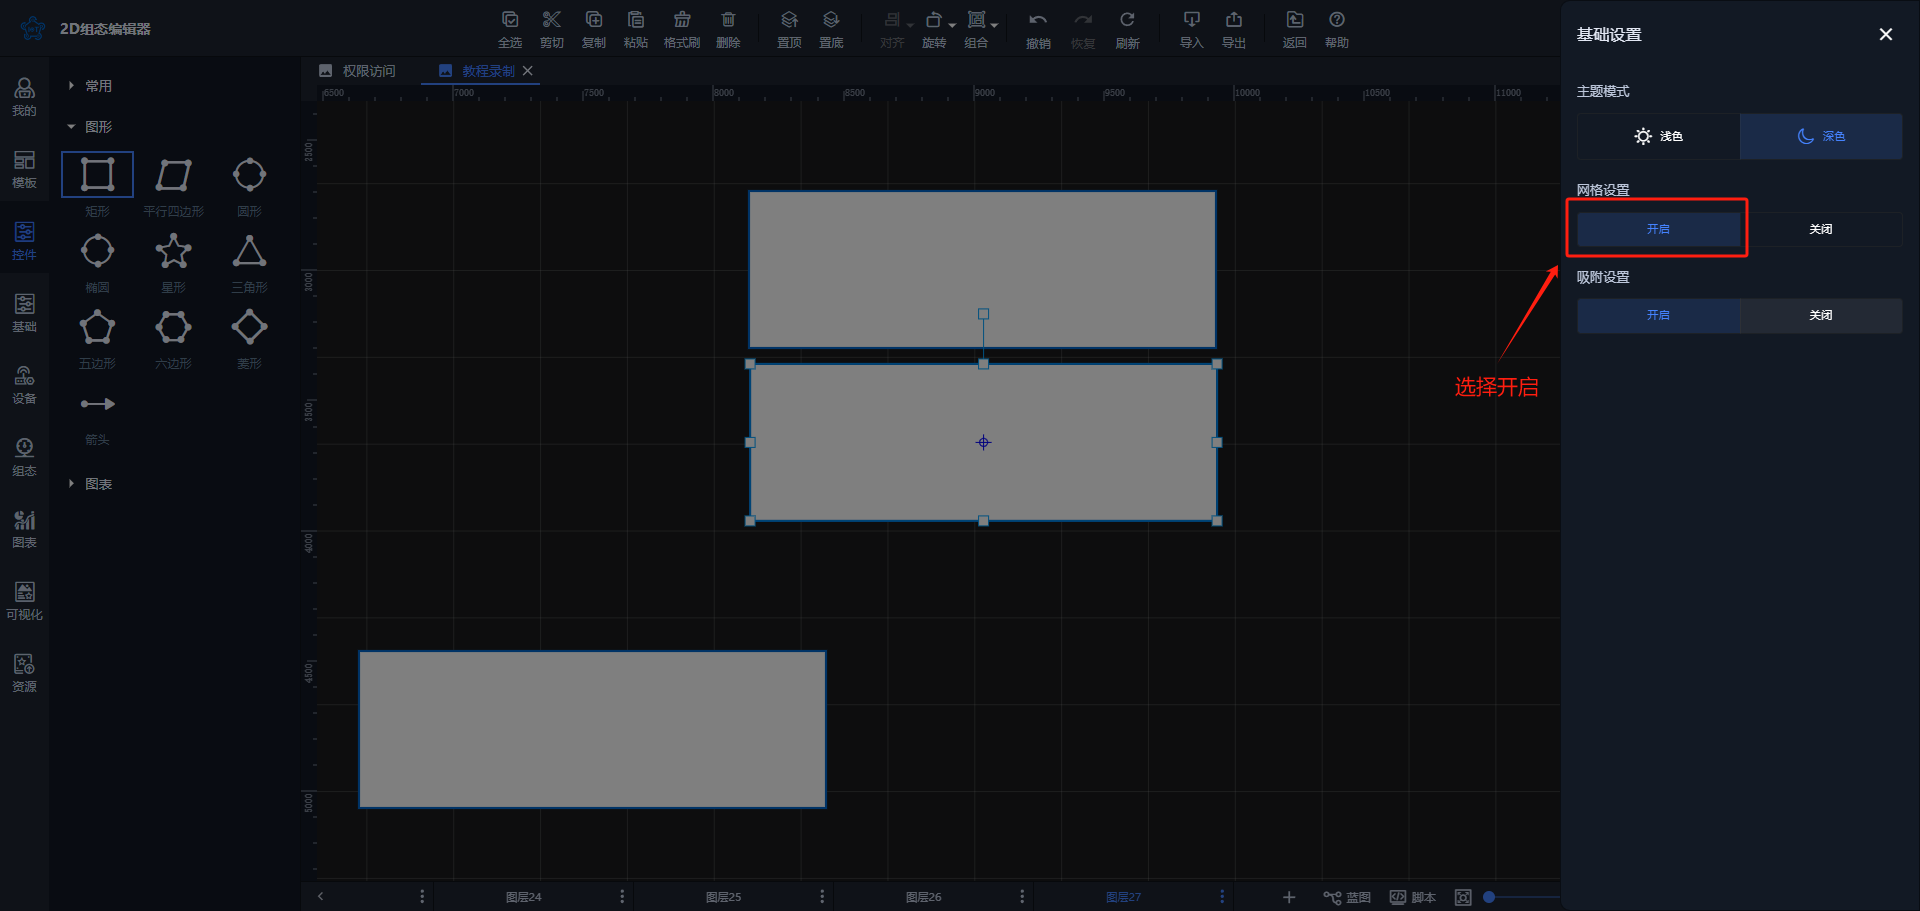 2D组态编辑器
全选 剪切 复制 粘贴 格式刷 删除 置顶 置底 对齐 旋转 组合 撤销 恢复 刷新 导入 导出 返回 帮助
基础设置
权限访问 教程录制
6500 7000 7500 8000 8500 9000 9500 10000 10500 11000
2500
3000
3500
4000
4500
5000
我的
模板
控件
基础
设备
组态
图表
可视化
资源
常用
图形
矩形 平行四边形 圆形
椭圆 星形 三角形
五边形 六边形 菱形
箭头
图表
主题模式
浅色 深色
网格设置
开启 关闭
吸附设置
开启 关闭
选择开启
图层24 图层25 图层26 图层27 蓝图 脚本